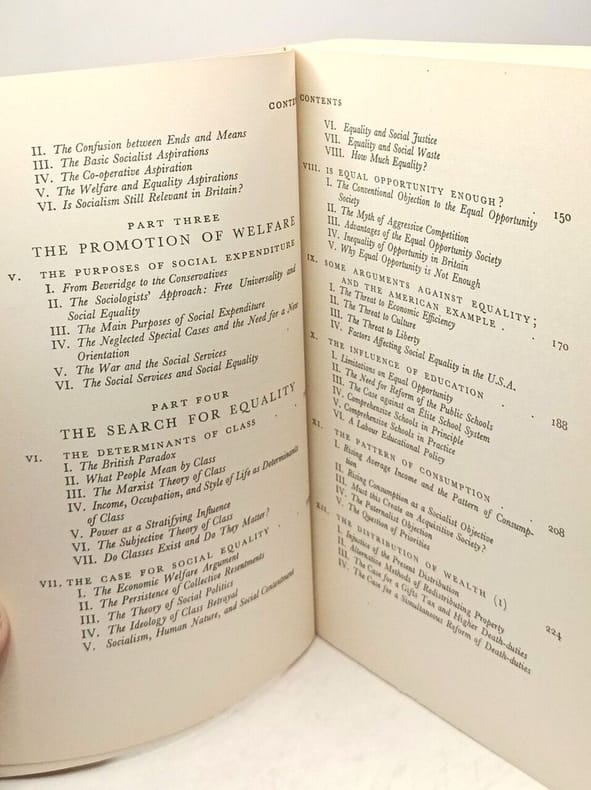 CONTEN
II. The Confusion between Ends and Means
III. The Basic Socialist Aspirations
IV. The Co-operative Aspiration
V. The Welfare and Equality Aspirations
VI. Is Socialism Still Relevant in Britain?
PART THREE
THE PROMOTION OF WELFARE
V. THE PURPOSES OF SOCIAL EXPENDITURE
I. From Beveridge to the Conservatives
II. The Sociologists' Approach: Free Universality and
Social Equality
III. The Main Purposes of Social Expenditure
IV. The Neglected Special Cases and the Need for a New
Orientation
V. The War and the Social Services
VI. The Social Services and Social Equality
PART FOUR
THE SEARCH FOR EQUALITY
VI. THE DETERMINANTS OF CLASS
I. The British Paradox
II. What People Mean by Class
III. The Marxist Theory of Class
IV. Income, Occupation, and Style of Life as Determinants
of Class
V. Power as a Stratifying Influence
VI. The Subjective Theory of Class
VII. Do Classes Exist and Do They Matter?
VII. THE CASE FOR SOCIAL EQUALITY
I. The Economic Welfare Argument
II. The Persistence of Collective Resentments
III. The Theory of Social Politics
IV. The Ideology of Class Betrayal
V. Socialism, Human Nature, and Social Contentment
CONTENTS
VI. Equality and Social Justice
VII. Equality and Social Waste
VIII. How Much Equality?
VIII. IS EQUAL OPPORTUNITY ENOUGH? . 150
I. The Conventional Objection to the Equal Opportunity
Society
II. The Myth of Aggressive Competition
III. Advantages of the Equal Opportunity Society
IV. Inequality of Opportunity in Britain
V. Why Equal Opportunity is Not Enough
IX. SOME ARGUMENTS AGAINST EQUALITY;
AND THE AMERICAN EXAMPLE . . 170
I. The Threat to Economic Efficiency
II. The Threat to Culture
III. The Threat to Liberty
IV. Factors Affecting Social Equality in the U.S.A.
X. THE INFLUENCE OF EDUCATION . . 188
I. Limitations on Equal Opportunity
II. The Need for Reform of the Public Schools
III. The Case against an Élite School System
IV. Comprehensive Schools in Principle
V. Comprehensive Schools in Practice
VI. A Labour Educational Policy
XI. THE PATTERN OF CONSUMPTION . . 208
I. Rising Average Income and the Pattern of Consump-
tion
II. Rising Consumption as a Socialist Objective
III. Must this Create an Acquisitive Society?
IV. The Paternalist Objection
V. The Question of Priorities
XII. THE DISTRIBUTION OF WEALTH (1) 224
I. Injustice of the Present Distribution
II. Alternative Methods of Redistributing Property
III. The Case for a Gifts Tax and Higher Death-duties
IV. The Case for a Simultaneous Reform of Death-duties